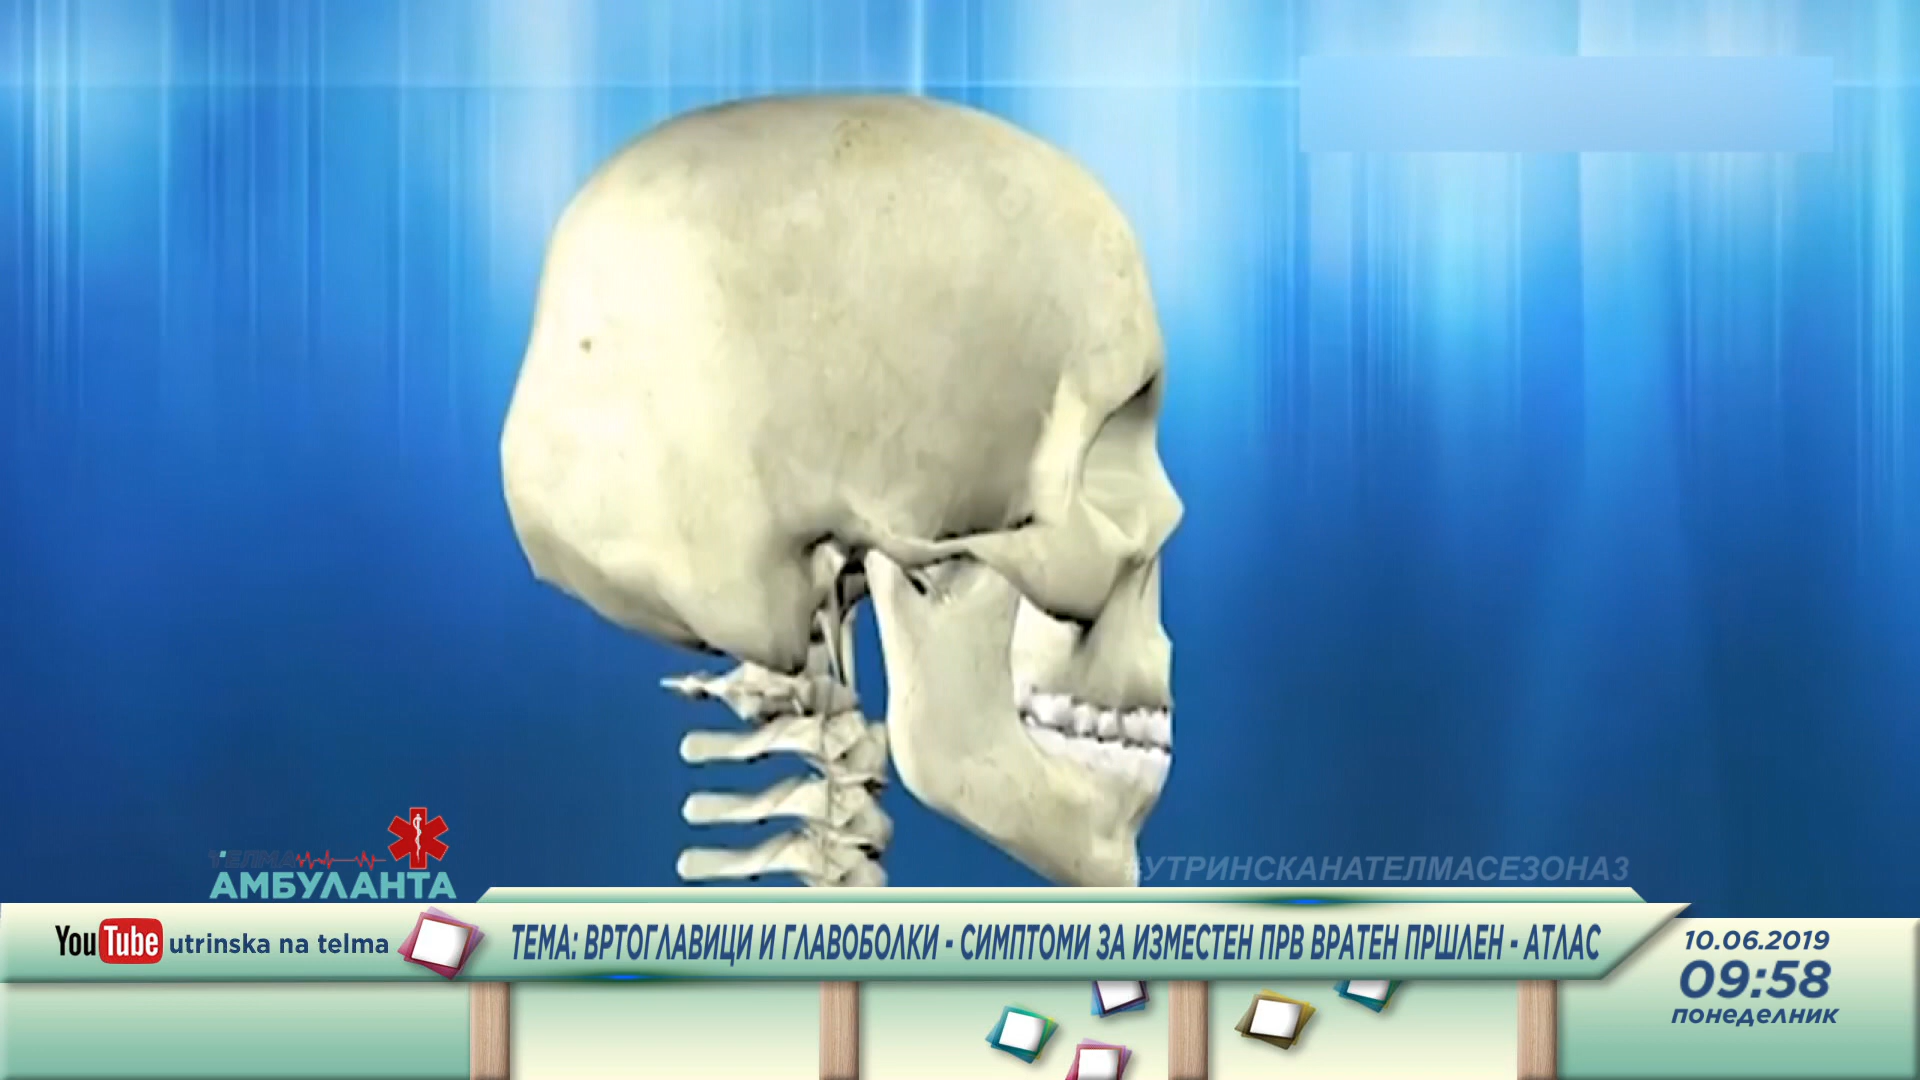 ТЕЛМА
АМБУЛАНТА
#УТРИНСКАНАТЕЛМАСЕЗОНА3
YouTube utrinska na telma
ТЕМА: ВРТОГЛАВИЦИ И ГЛАВОБОЛКИ - СИМПТОМИ ЗА ИЗМЕСТЕН ПРВ ВРАТЕН ПРШЛЕН - АТЛАС
10.06.2019
09:58
понеделник